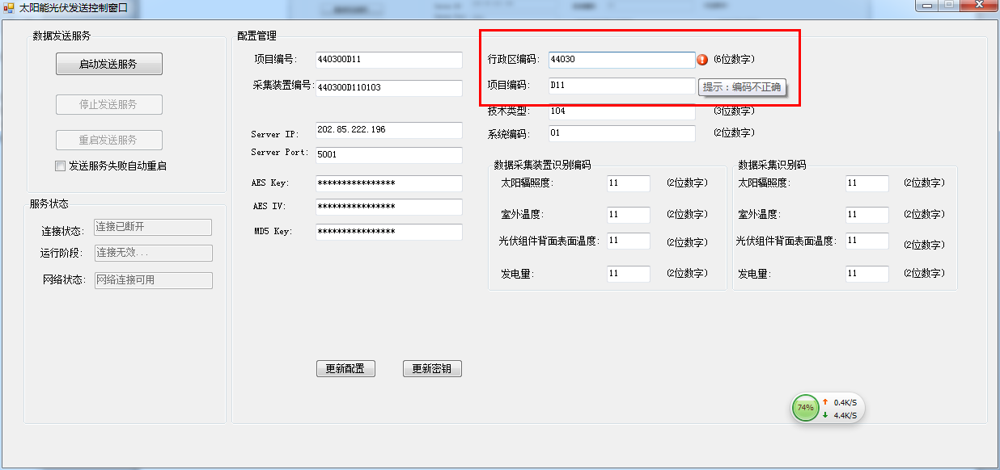 太阳能光伏发送控制窗口
数据发送服务
启动发送服务
停止发送服务
重启发送服务
发送服务失败自动重启
服务状态
连接状态: 连接已断开
运行阶段: 连接无效...
网络状态: 网络连接可用
配置管理
项目编号: 440300D11
采集装置编号: 440300D110103
Server IP: 202.85.222.196
Server Port: 5001
AES Key: ****************
AES IV: ****************
MD5 Key: ****************
更新配置 更新密钥
行政区编码: 44030 (6位数字)
项目编码: D11
提示：编码不正确
技术类型: 104 (3位数字)
系统编码: 01 (2位数字)
数据采集装置识别编码
太阳辐照度: 11 (2位数字)
室外温度: 11 (2位数字)
光伏组件背面表面温度: 11 (2位数字)
发电量: 11 (2位数字)
数据采集识别码
太阳辐照度: 11 (2位数字)
室外温度: 11 (2位数字)
光伏组件背面表面温度: 11 (2位数字)
发电量: 11 (2位数字)
74%
0.4K/S
4.4K/S